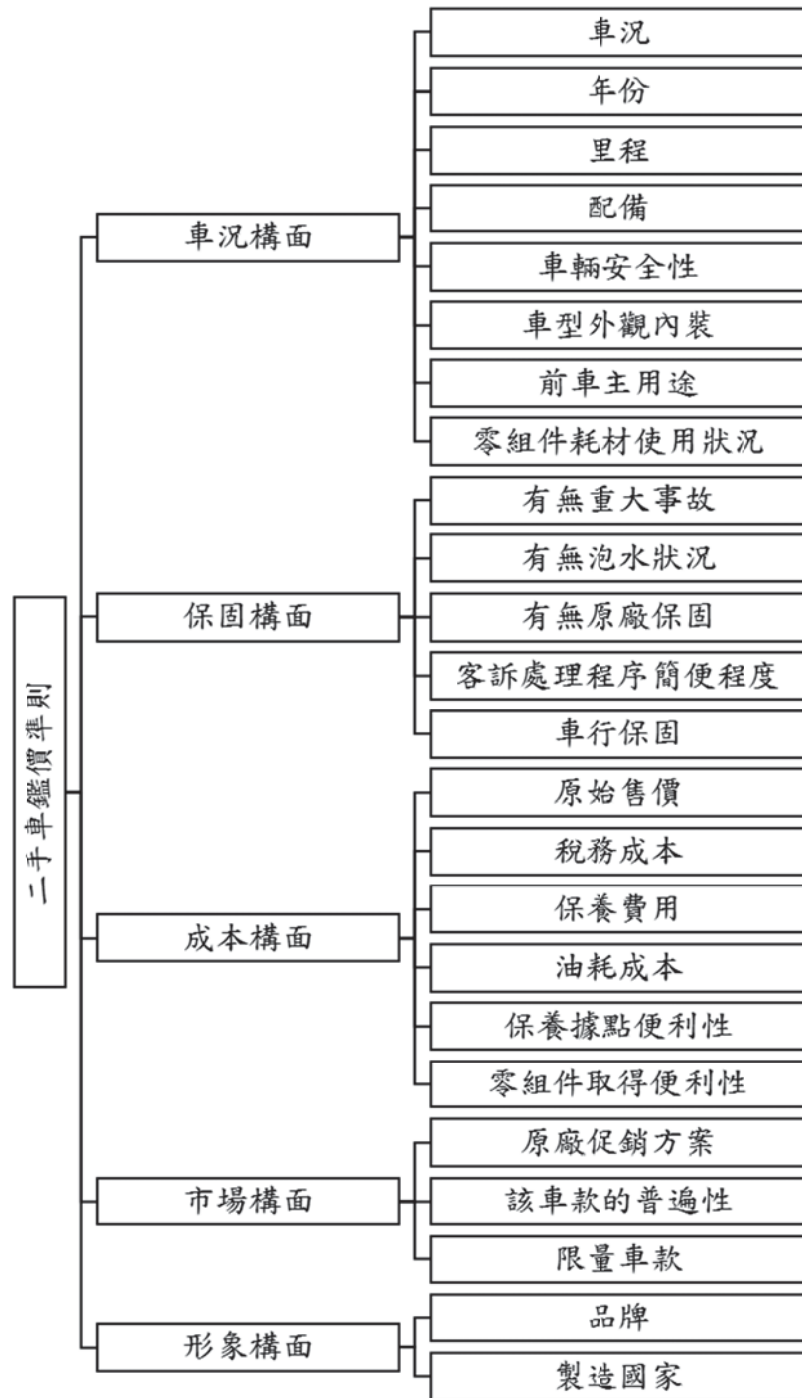 二手車鑑價準則
車況構面
車況
年份
里程
配備
車輛安全性
車型外觀內裝
前車主用途
零組件耗材使用狀況
保固構面
有無重大事故
有無泡水狀況
有無原廠保固
客訴處理程序簡便程度
車行保固
成本構面
原始售價
稅務成本
保養費用
油耗成本
保養據點便利性
零組件取得便利性
市場構面
原廠促銷方案
該車款的普遍性
限量車款
形象構面
品牌
製造國家